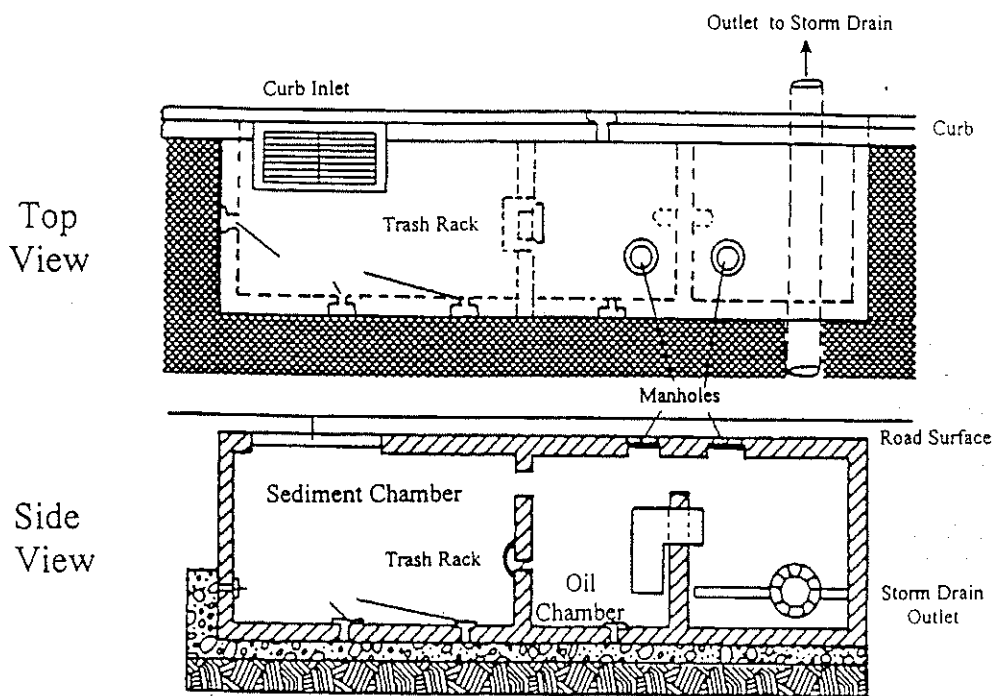 Outlet to Storm Drain
Curb Inlet
Curb
Top
View
Trash Rack
Manholes
Road Surface
Side
View
Sediment Chamber
Trash Rack
Oil
Chamber
Storm Drain
Outlet